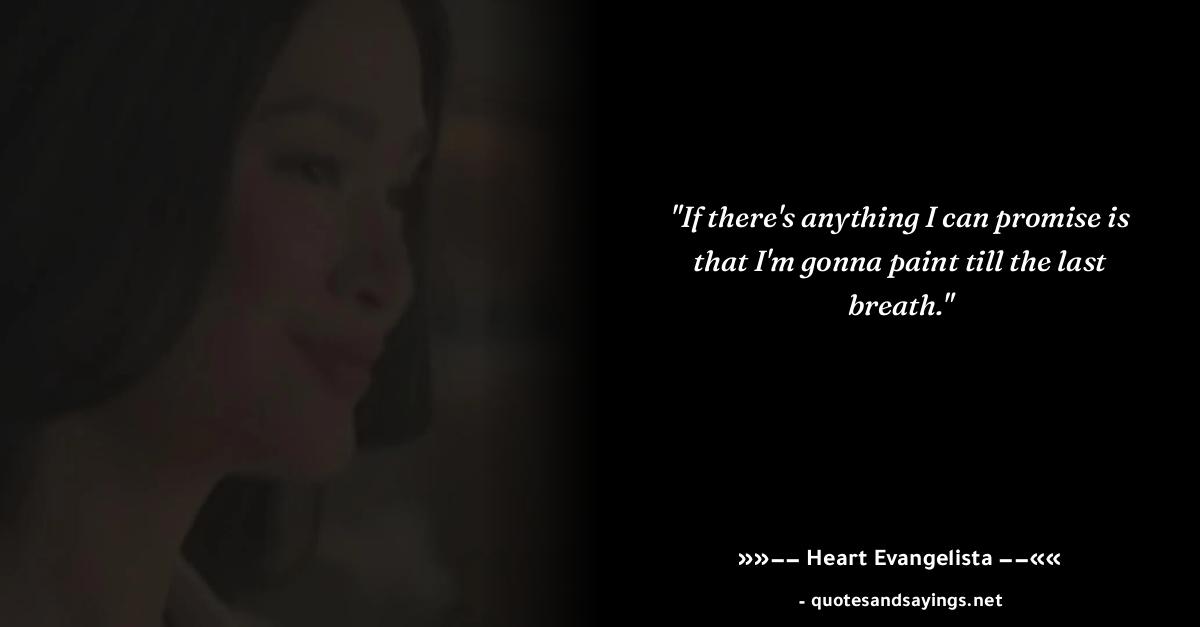 "If there's anything I can promise is
that I'm gonna paint till the last
breath."
»»−− Heart Evangelista −−««
- quotesandsayings.net